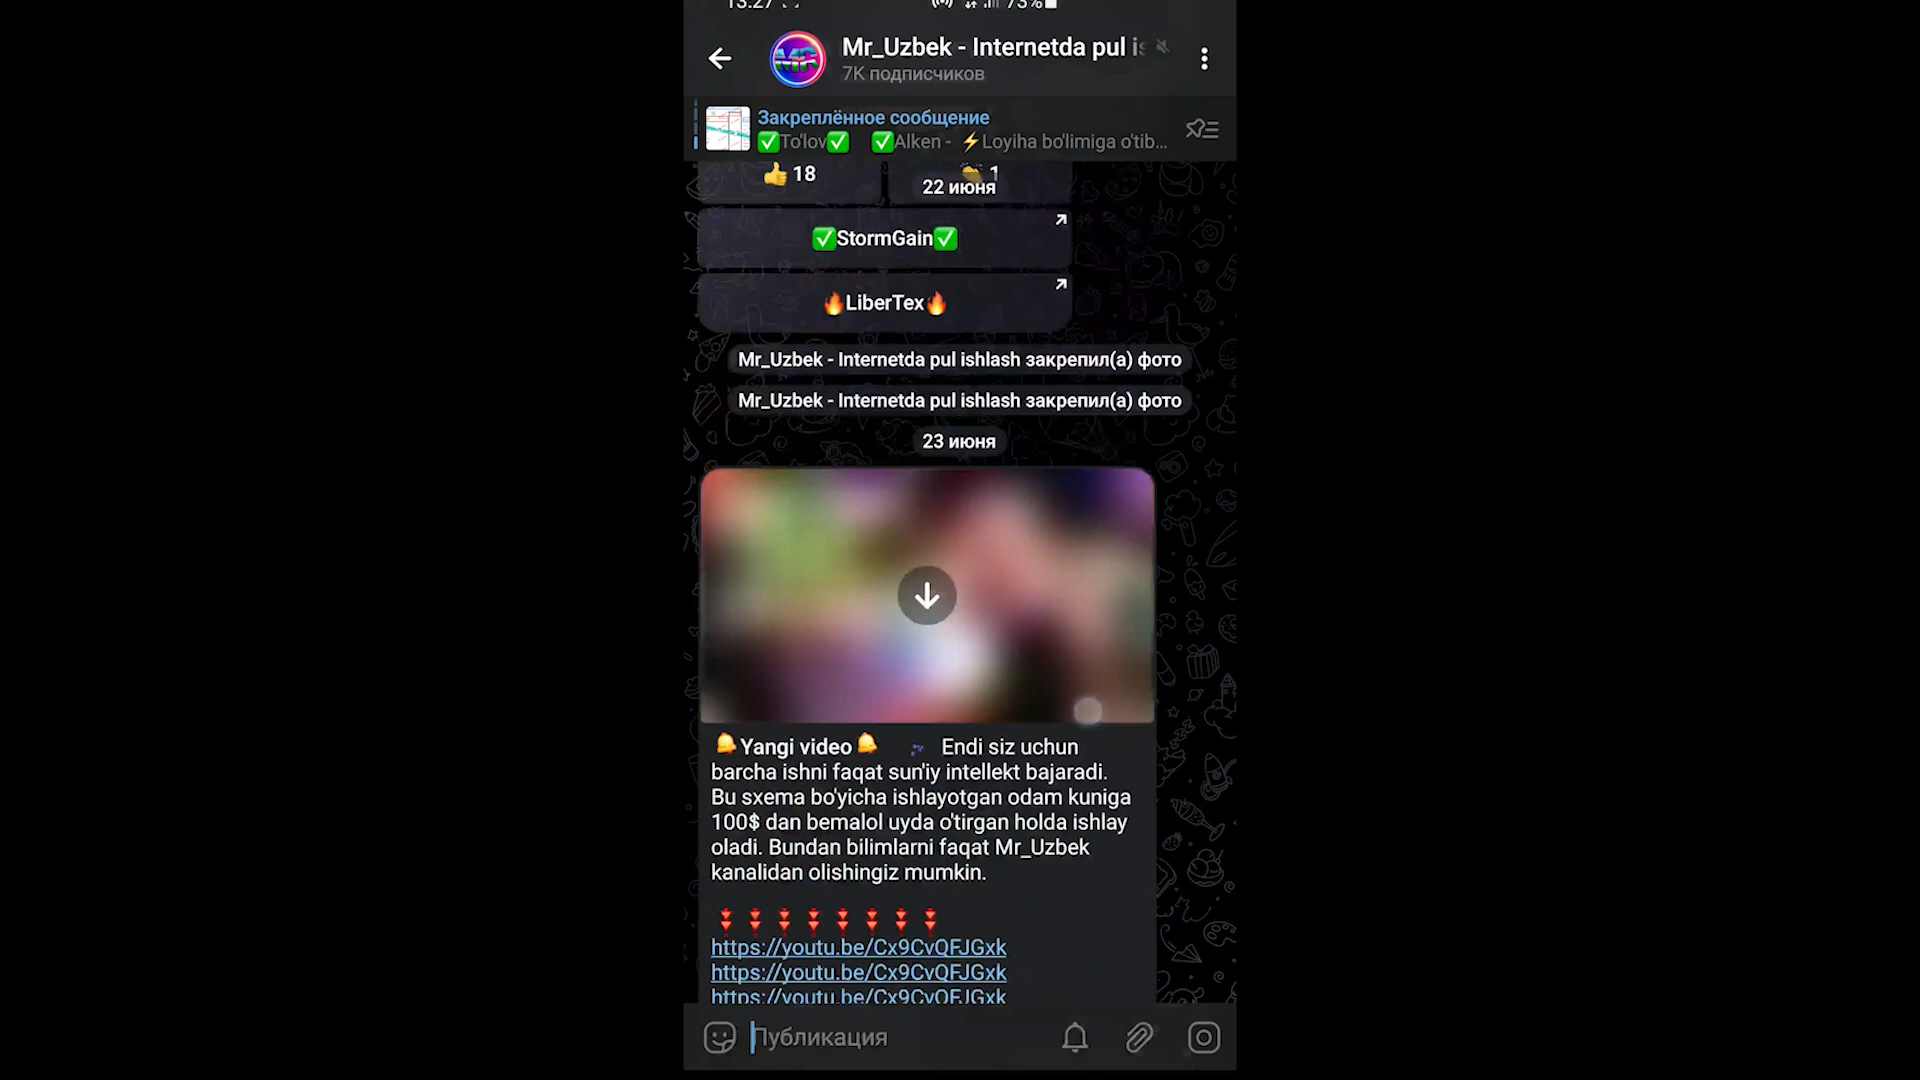 13:27 73%
Mr_Uzbek - Internetda pul
7K подписчиков
Закреплённое сообщение
✅To'lov✅ ✅Alken - ⚡Loyiha bo'limiga o'tib...
👍 18 👏 1
22 июня
✅StormGain✅
🔥LiberTex🔥
Mr_Uzbek - Internetda pul ishlash закрепил(а) фото
Mr_Uzbek - Internetda pul ishlash закрепил(а) фото
23 июня
🔔Yangi video🔔 Endi siz uchun
barcha ishni faqat sun'iy intellekt bajaradi.
Bu sxema bo'yicha ishlayotgan odam kuniga
100$ dan bemalol uyda o'tirgan holda ishlay
oladi. Bundan bilimlarni faqat Mr_Uzbek
kanalidan olishingiz mumkin.
https://youtu.be/Cx9CvQFJGxk
https://youtu.be/Cx9CvQFJGxk
https://youtu.be/Cx9CvQFJGxk
Публикация